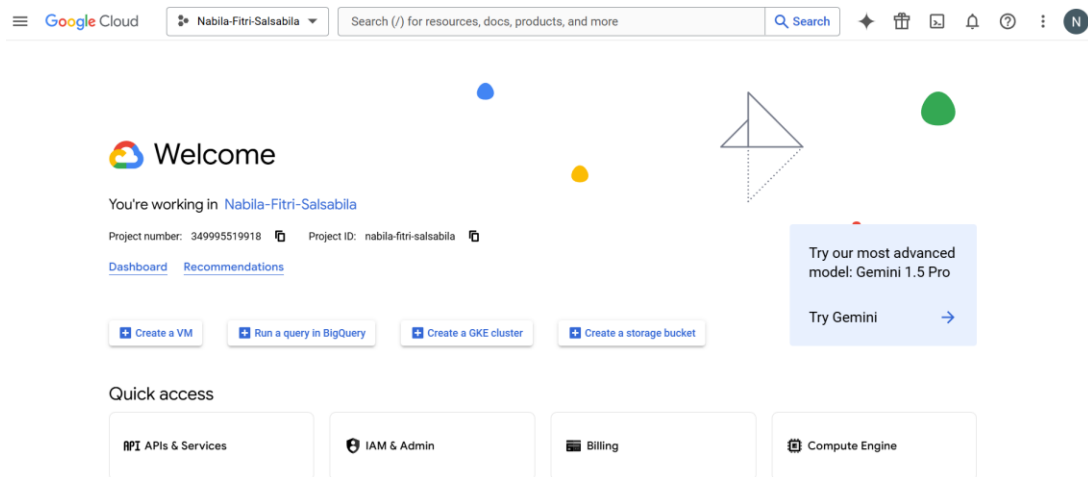 Google Cloud Nabila-Fitri-Salsabila Search (/) for resources, docs, products, and more Search N
Welcome
You're working in Nabila-Fitri-Salsabila
Project number: 349995519918 Project ID: nabila-fitri-salsabila
Dashboard Recommendations
Try our most advanced
model: Gemini 1.5 Pro
Try Gemini
Create a VM Run a query in BigQuery Create a GKE cluster Create a storage bucket
Quick access
API APIs & Services IAM & Admin Billing Compute Engine